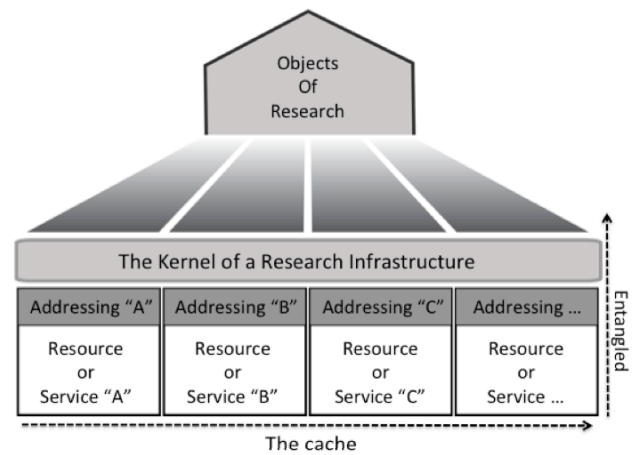 Objects
Of
Research
The Kernel of a Research Infrastructure
Addressing “A”
Addressing “B”
Addressing “C”
Addressing ...
Resource
or
Service “A”
Resource
or
Service “B”
Resource
or
Service “C”
Resource
or
Service ...
Entangled
The cache